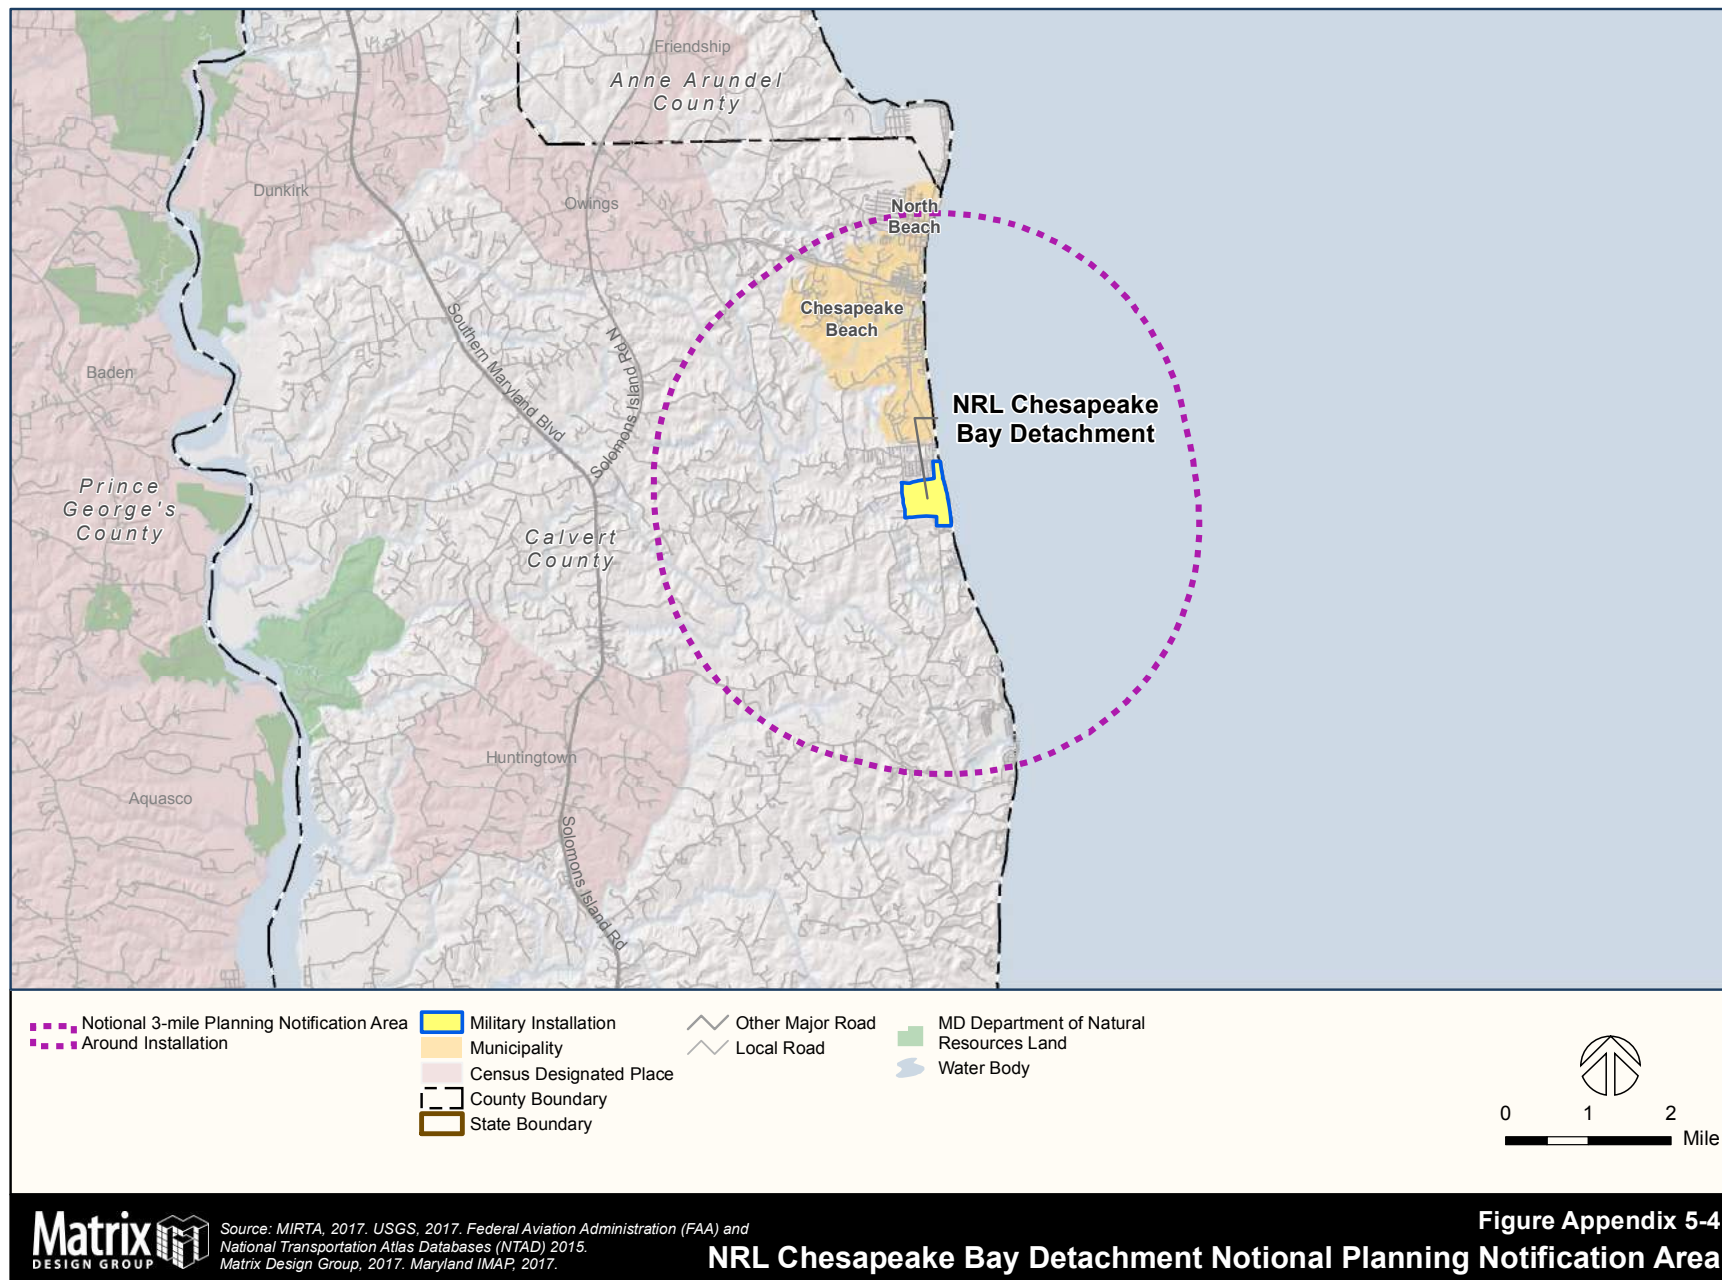 Friendship
Anne Arundel
County
Dunkirk
Owings
North
Beach
Chesapeake
Beach
Southern Maryland Blvd
Solomons Island Rd N
Baden
NRL Chesapeake
Bay Detachment
Prince
George's
County
Calvert
County
Huntingtown
Aquasco
Solomons Island Rd
Notional 3-mile Planning Notification Area
Around Installation
Military Installation
Municipality
Census Designated Place
County Boundary
State Boundary
Other Major Road
Local Road
MD Department of Natural
Resources Land
Water Body
0 1 2
Mile
Matrix
DESIGN GROUP
Source: MIRTA, 2017. USGS, 2017. Federal Aviation Administration (FAA) and
National Transportation Atlas Databases (NTAD) 2015.
Matrix Design Group, 2017. Maryland IMAP, 2017.
Figure Appendix 5-4
NRL Chesapeake Bay Detachment Notional Planning Notification Area